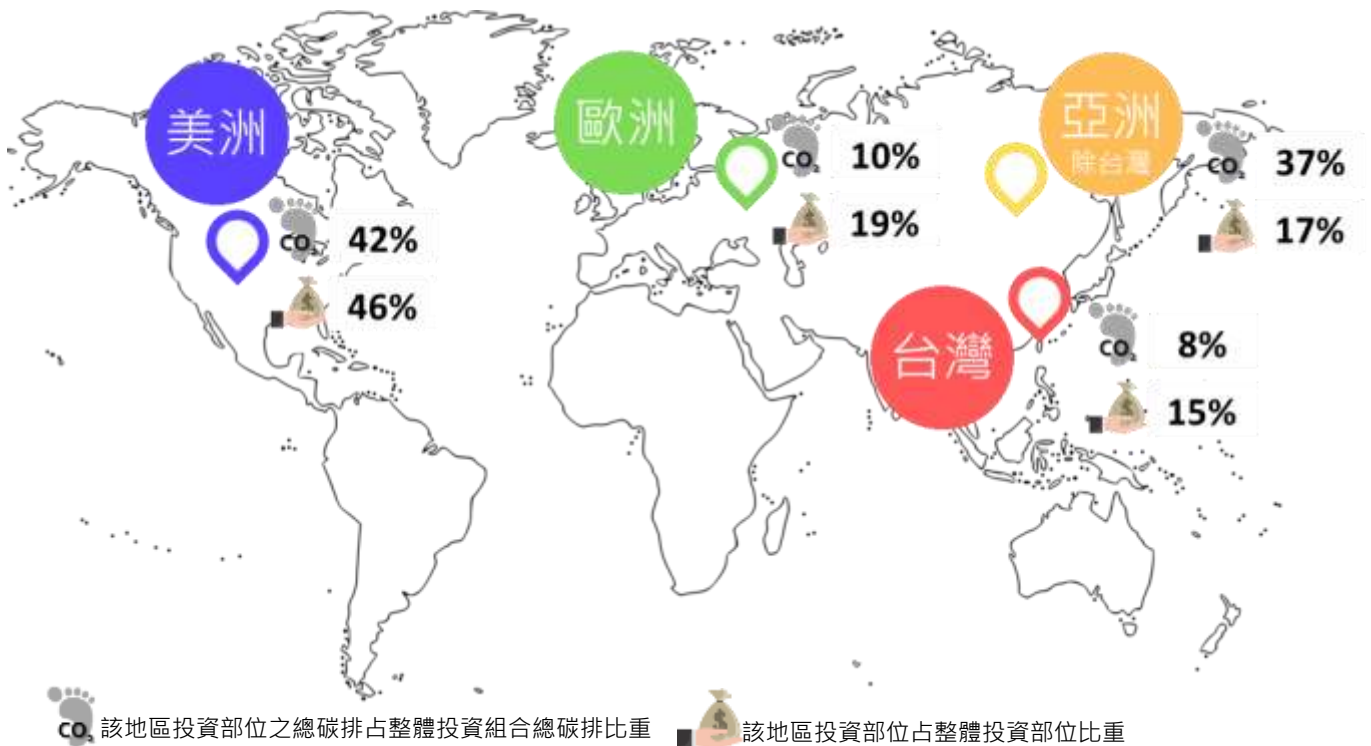 美洲
CO₂ 42%
46%
歐洲
CO₂ 10%
19%
亞洲
除台灣
CO₂ 37%
17%
台灣
CO₂ 8%
$ 15%
CO₂ 該地區投資部位之總碳排占整體投資組合總碳排比重
$ 該地區投資部位占整體投資部位比重